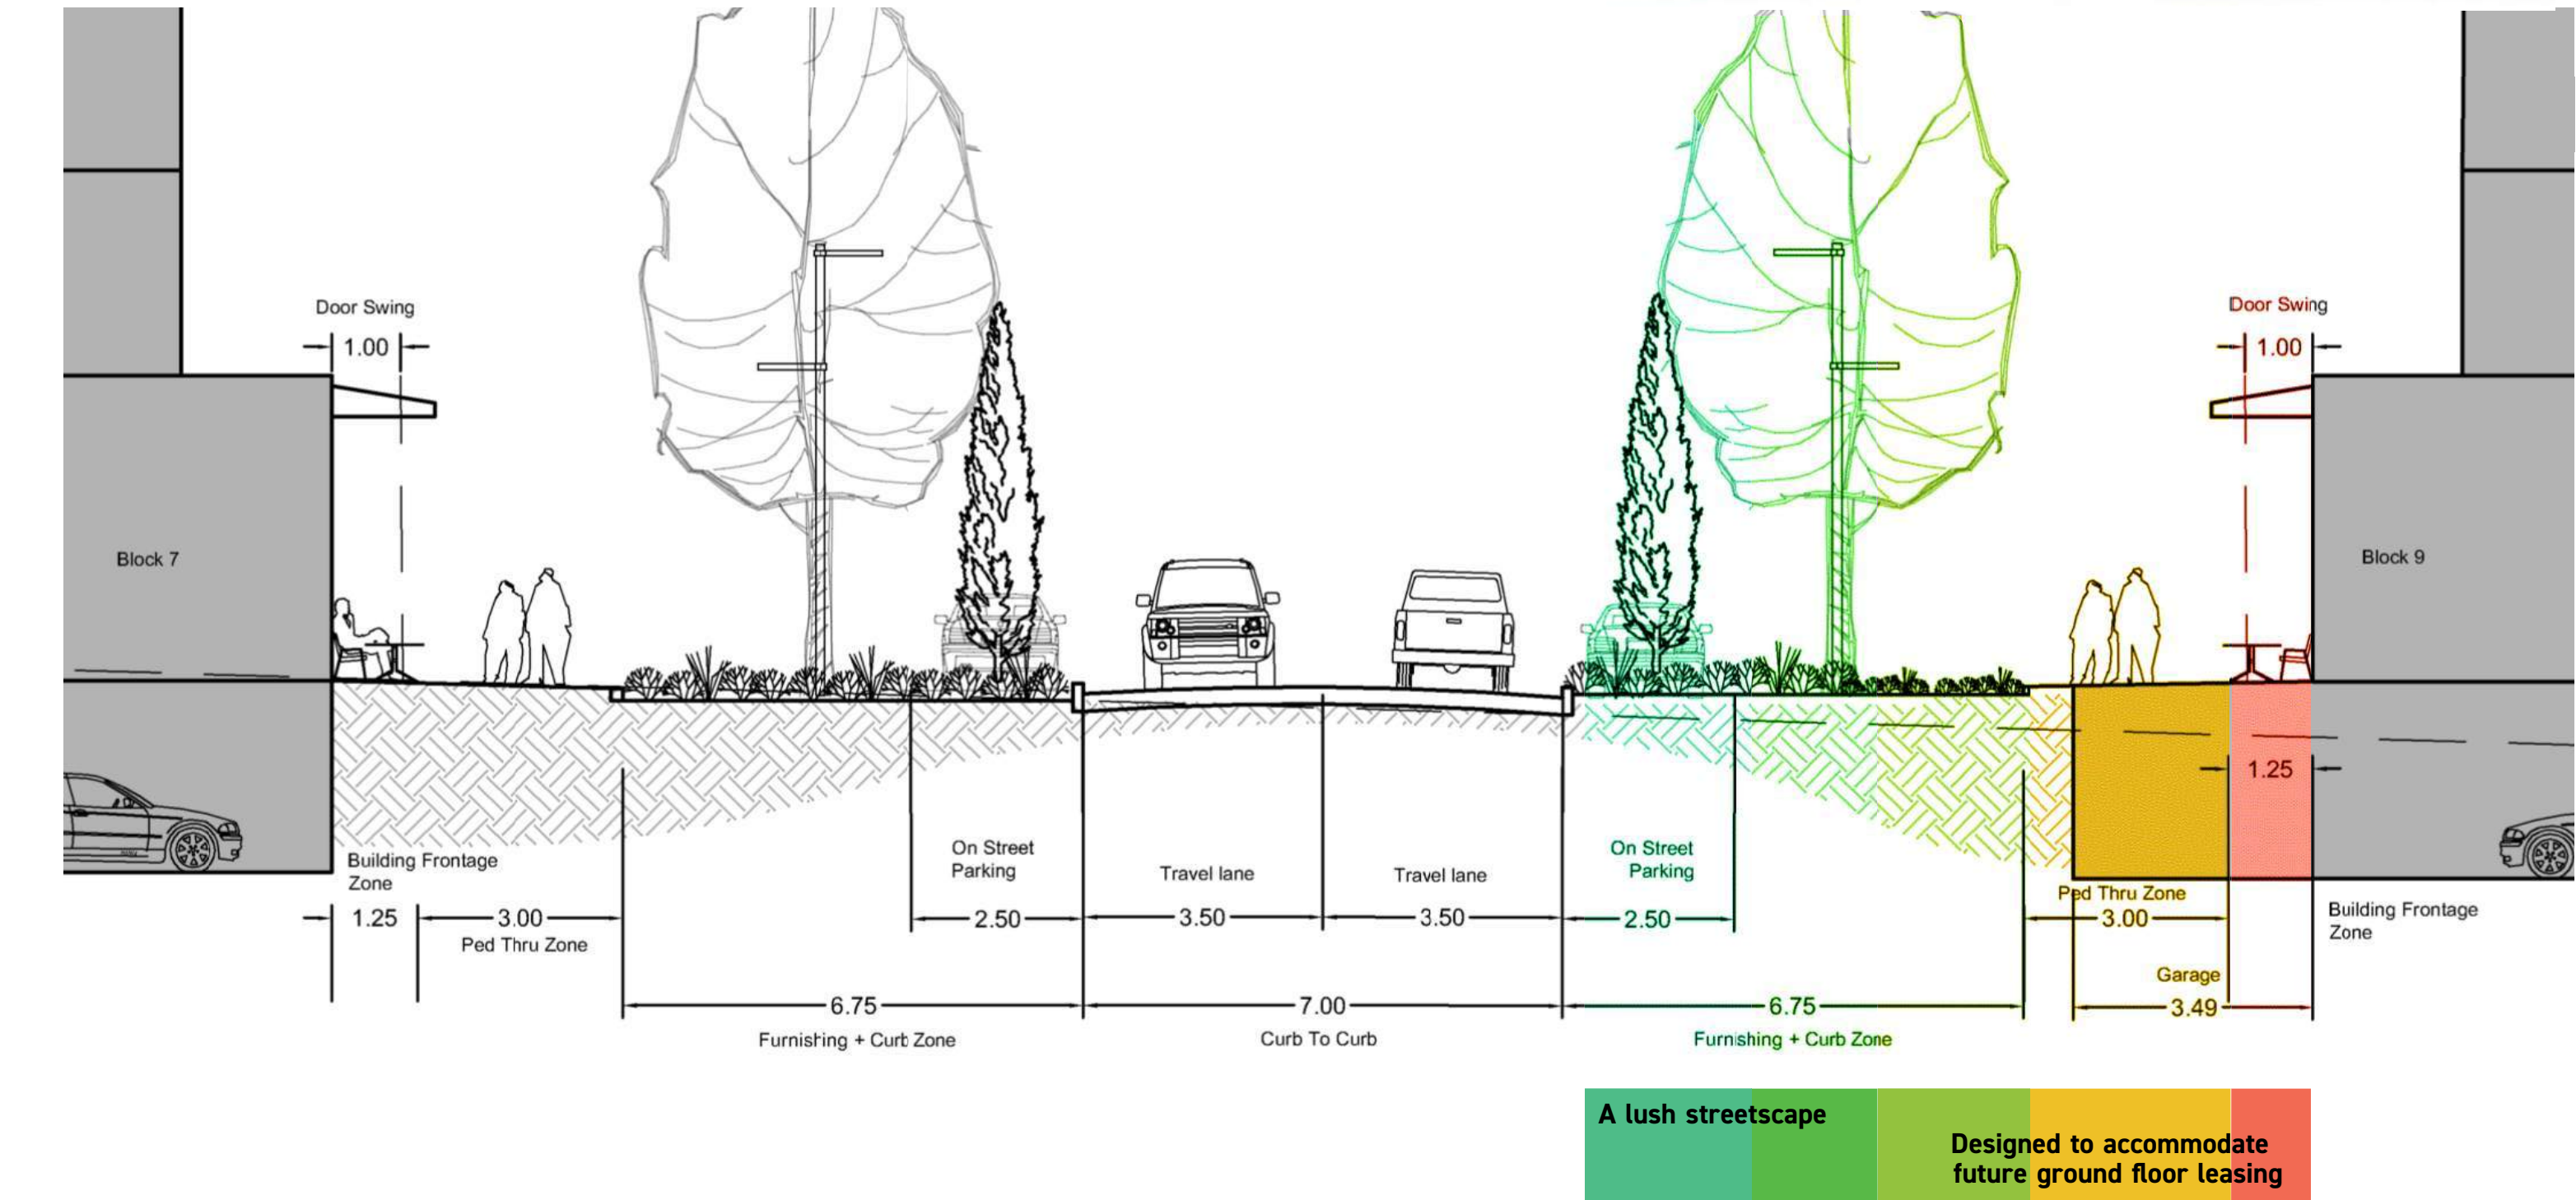 Door Swing
1.00
Door Swing
1.00
Block 7
Block 9
1.25
Building Frontage
Zone
1.25
3.00
Ped Thru Zone
On Street
Parking
2.50
Travel lane
3.50
Travel lane
3.50
On Street
Parking
2.50
Ped Thru Zone
3.00
Building Frontage
Zone
Garage
3.49
6.75
Furnishing + Curb Zone
7.00
Curb To Curb
6.75
Furnishing + Curb Zone
A lush streetscape
Designed to accommodate
future ground floor leasing